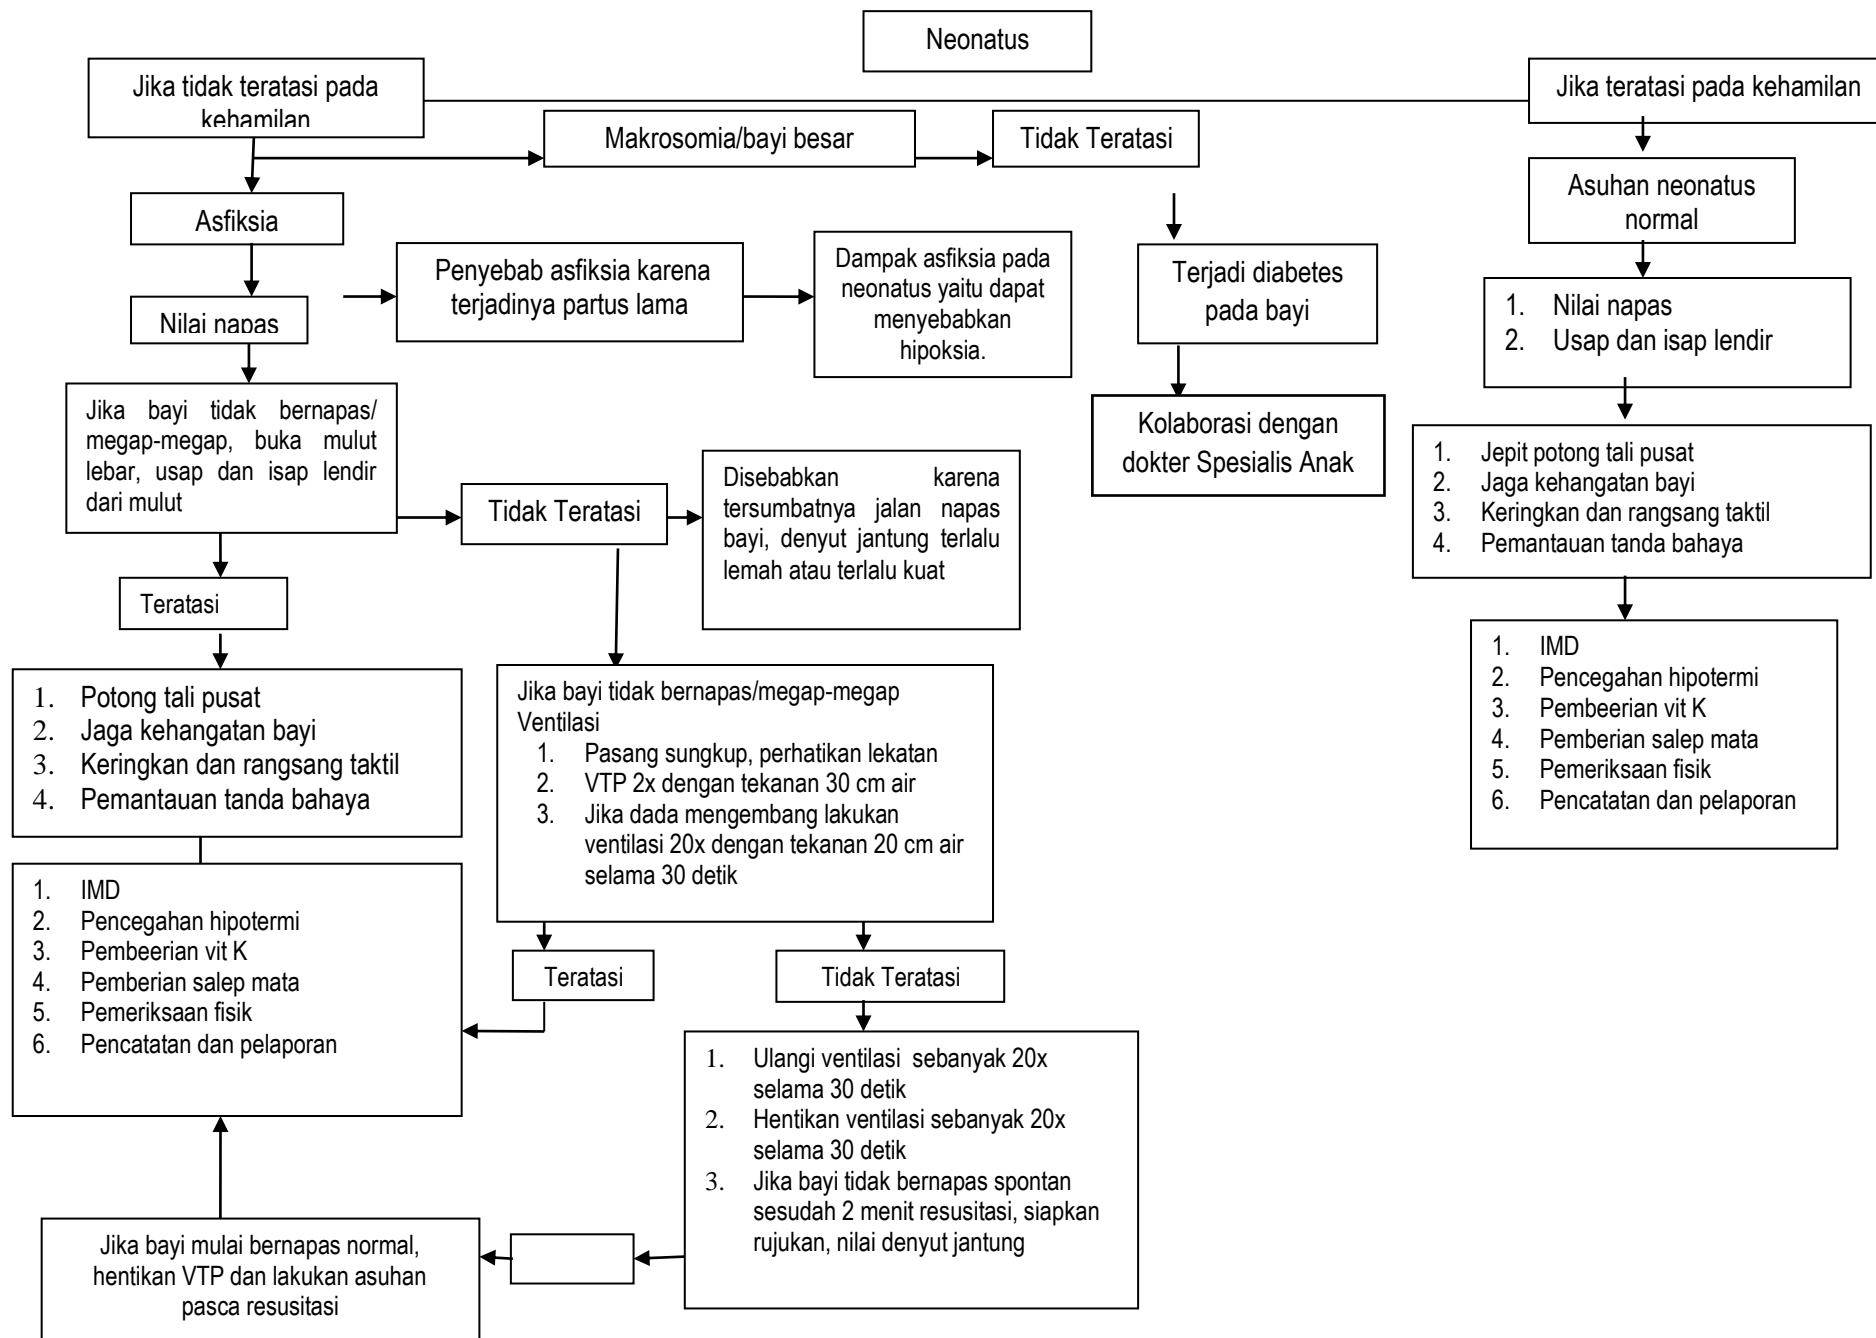 Neonatus
Jika tidak teratasi pada
kehamilan
Jika teratasi pada kehamilan
Makrosomia/bayi besar
Tidak Teratasi
Asuhan neonatus
normal
Asfiksia
Penyebab asfiksia karena
terjadinya partus lama
Dampak asfiksia pada
neonatus yaitu dapat
menyebabkan
hipoksia.
Terjadi diabetes
pada bayi
1. Nilai napas
2. Usap dan isap lendir
Nilai napas
Jika bayi tidak bernapas/
megap-megap, buka mulut
lebar, usap dan isap lendir
dari mulut
Kolaborasi dengan
dokter Spesialis Anak
1. Jepit potong tali pusat
2. Jaga kehangatan bayi
3. Keringkan dan rangsang taktil
4. Pemantauan tanda bahaya
Tidak Teratasi
Disebabkan karena
tersumbatnya jalan napas
bayi, denyut jantung terlalu
lemah atau terlalu kuat
Teratasi
1. IMD
2. Pencegahan hipotermi
3. Pembeerian vit K
4. Pemberian salep mata
5. Pemeriksaan fisik
6. Pencatatan dan pelaporan
1. Potong tali pusat
2. Jaga kehangatan bayi
3. Keringkan dan rangsang taktil
4. Pemantauan tanda bahaya
Jika bayi tidak bernapas/megap-megap
Ventilasi
1. Pasang sungkup, perhatikan lekatan
2. VTP 2x dengan tekanan 30 cm air
3. Jika dada mengembang lakukan
ventilasi 20x dengan tekanan 20 cm air
selama 30 detik
1. IMD
2. Pencegahan hipotermi
3. Pembeerian vit K
4. Pemberian salep mata
5. Pemeriksaan fisik
6. Pencatatan dan pelaporan
Teratasi
Tidak Teratasi
1. Ulangi ventilasi sebanyak 20x
selama 30 detik
2. Hentikan ventilasi sebanyak 20x
selama 30 detik
3. Jika bayi tidak bernapas spontan
sesudah 2 menit resusitasi, siapkan
rujukan, nilai denyut jantung
Jika bayi mulai bernapas normal,
hentikan VTP dan lakukan asuhan
pasca resusitasi